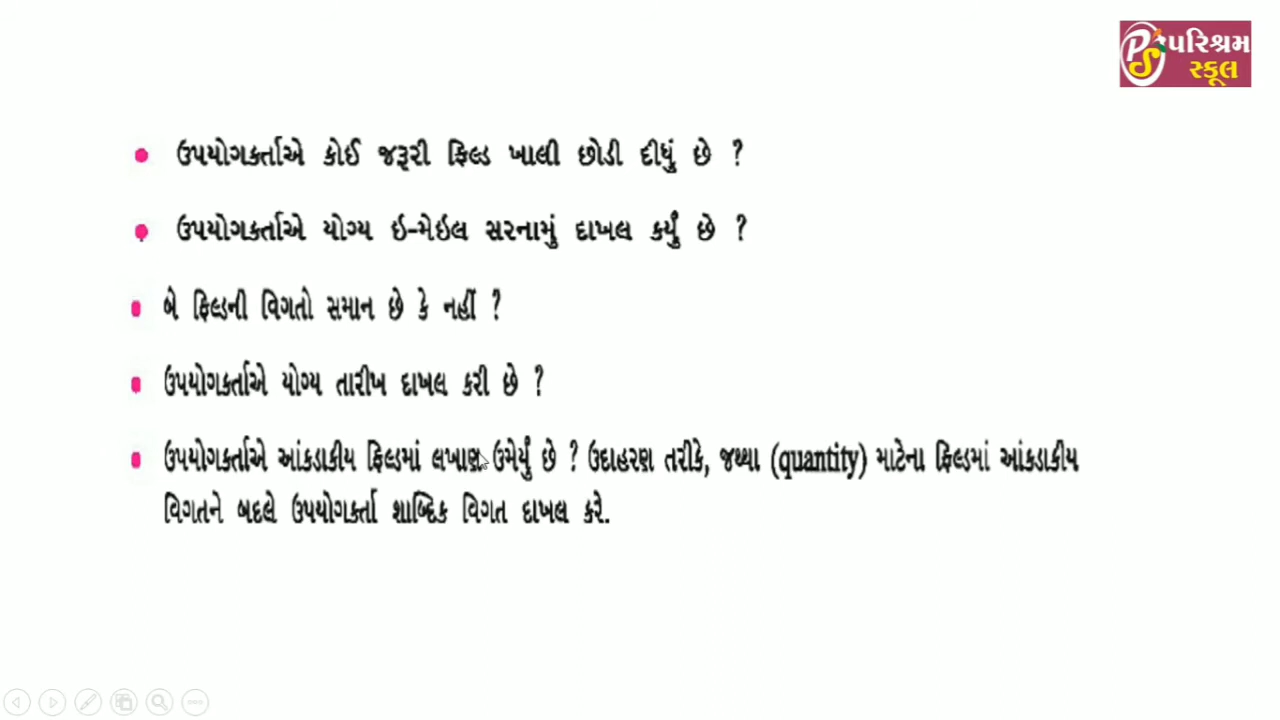 પરિશ્રમ
સ્કૂલ
• ઉપયોગકર્તાએ કોઈ જરૂરી ફિલ્ડ ખાલી છોડી દીધું છે ?
• ઉપયોગકર્તાએ યોગ્ય ઇ-મેઇલ સરનામું દાખલ કર્યું છે ?
• બે ફિલ્ડની વિગતો સમાન છે કે નહીં ?
• ઉપયોગકર્તાએ યોગ્ય તારીખ દાખલ કરી છે ?
• ઉપયોગકર્તાએ આંકડાકીય ફિલ્ડમાં લખાણ ઉમેર્યું છે ? ઉદાહરણ તરીકે, જથ્થા (quantity) માટેના ફિલ્ડમાં આંકડાકીય
વિગતને બદલે ઉપયોગકર્તા શાબ્દિક વિગત દાખલ કરે.